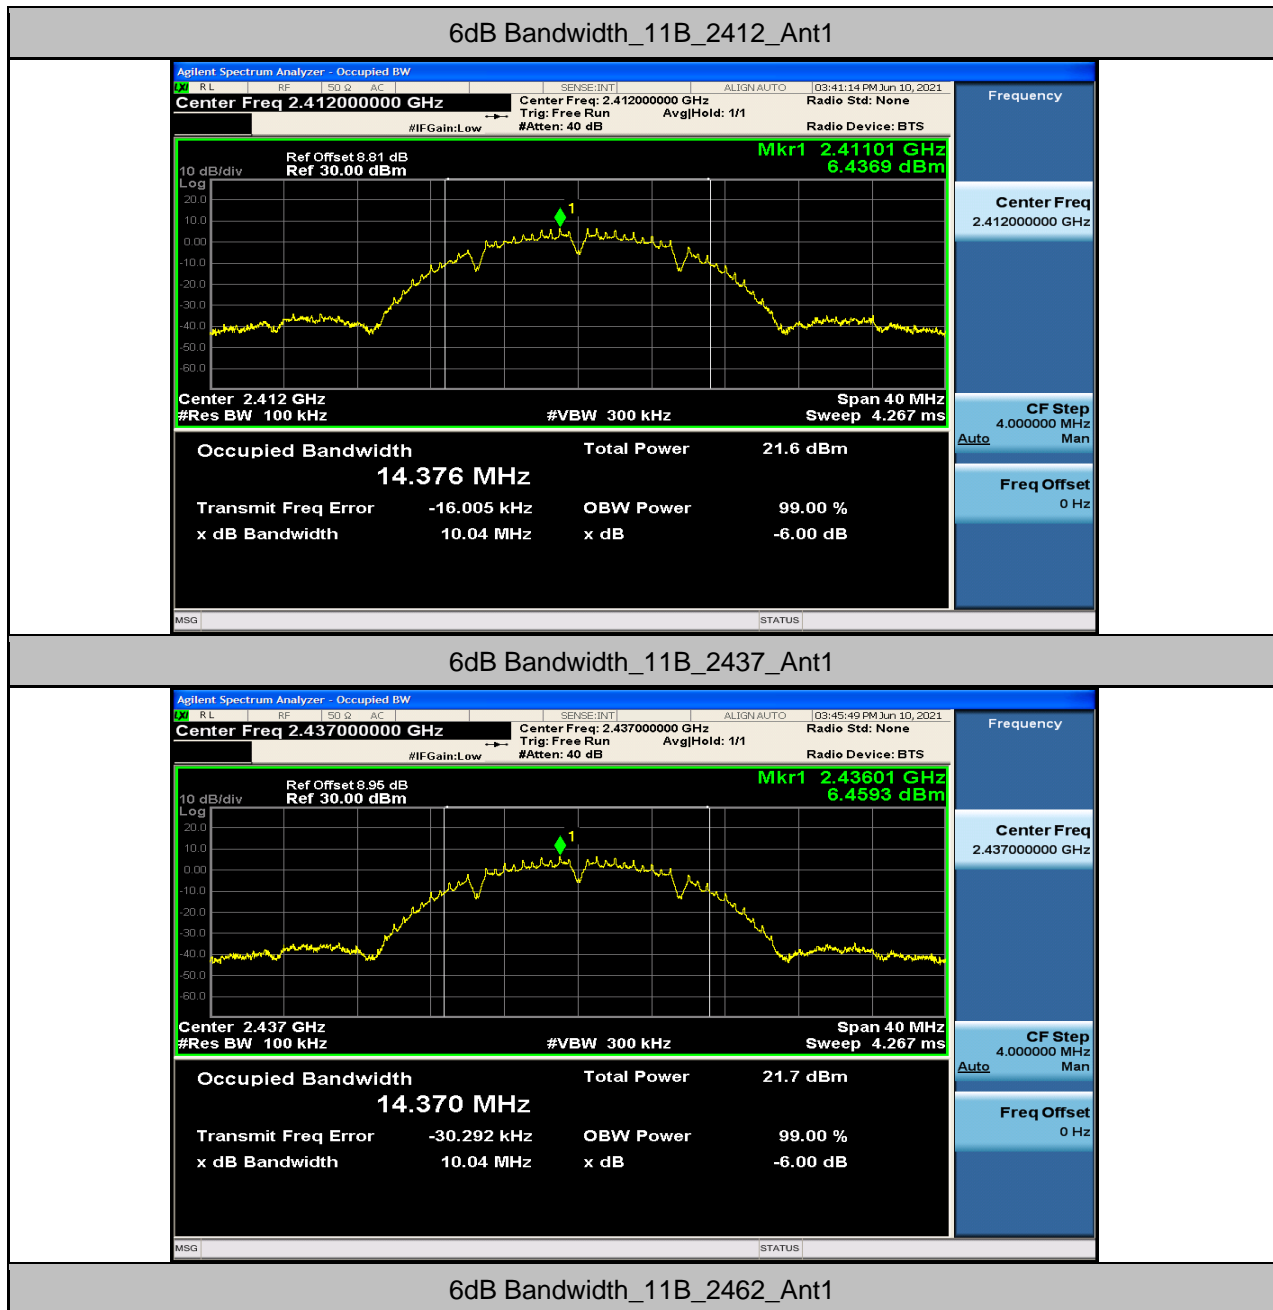 6dB Bandwidth_11B_2412_Ant1
Agilent Spectrum Analyzer - Occupied BW
LXI RL RF 50 Ω AC SENSE:INT ALIGN AUTO 03:41:14 PM Jun 10, 2021
Center Freq 2.412000000 GHz
Center Freq: 2.412000000 GHz Radio Std: None
Trig: Free Run Avg|Hold: 1/1
#IFGain:Low #Atten: 40 dB Radio Device: BTS
Frequency
Mkr1 2.41101 GHz
6.4369 dBm
Ref Offset 8.81 dB
10 dB/div Ref 30.00 dBm
Log
20.0
10.0
0.00
-10.0
-20.0
-30.0
-40.0
-50.0
-60.0
1
Center 2.412 GHz Span 40 MHz
#Res BW 100 kHz #VBW 300 kHz Sweep 4.267 ms
Center Freq
2.412000000 GHz
CF Step
4.000000 MHz
Auto Man
Freq Offset
0 Hz
Occupied Bandwidth Total Power 21.6 dBm
14.376 MHz
Transmit Freq Error -16.005 kHz OBW Power 99.00 %
x dB Bandwidth 10.04 MHz x dB -6.00 dB
MSG STATUS
6dB Bandwidth_11B_2437_Ant1
Agilent Spectrum Analyzer - Occupied BW
LXI RL RF 50 Ω AC SENSE:INT ALIGN AUTO 03:45:49 PM Jun 10, 2021
Center Freq 2.437000000 GHz
Center Freq: 2.437000000 GHz Radio Std: None
Trig: Free Run Avg|Hold: 1/1
#IFGain:Low #Atten: 40 dB Radio Device: BTS
Frequency
Mkr1 2.43601 GHz
6.4593 dBm
Ref Offset 8.95 dB
10 dB/div Ref 30.00 dBm
Log
20.0
10.0
0.00
-10.0
-20.0
-30.0
-40.0
-50.0
-60.0
1
Center 2.437 GHz Span 40 MHz
#Res BW 100 kHz #VBW 300 kHz Sweep 4.267 ms
Center Freq
2.437000000 GHz
CF Step
4.000000 MHz
Auto Man
Freq Offset
0 Hz
Occupied Bandwidth Total Power 21.7 dBm
14.370 MHz
Transmit Freq Error -30.292 kHz OBW Power 99.00 %
x dB Bandwidth 10.04 MHz x dB -6.00 dB
MSG STATUS
6dB Bandwidth_11B_2462_Ant1